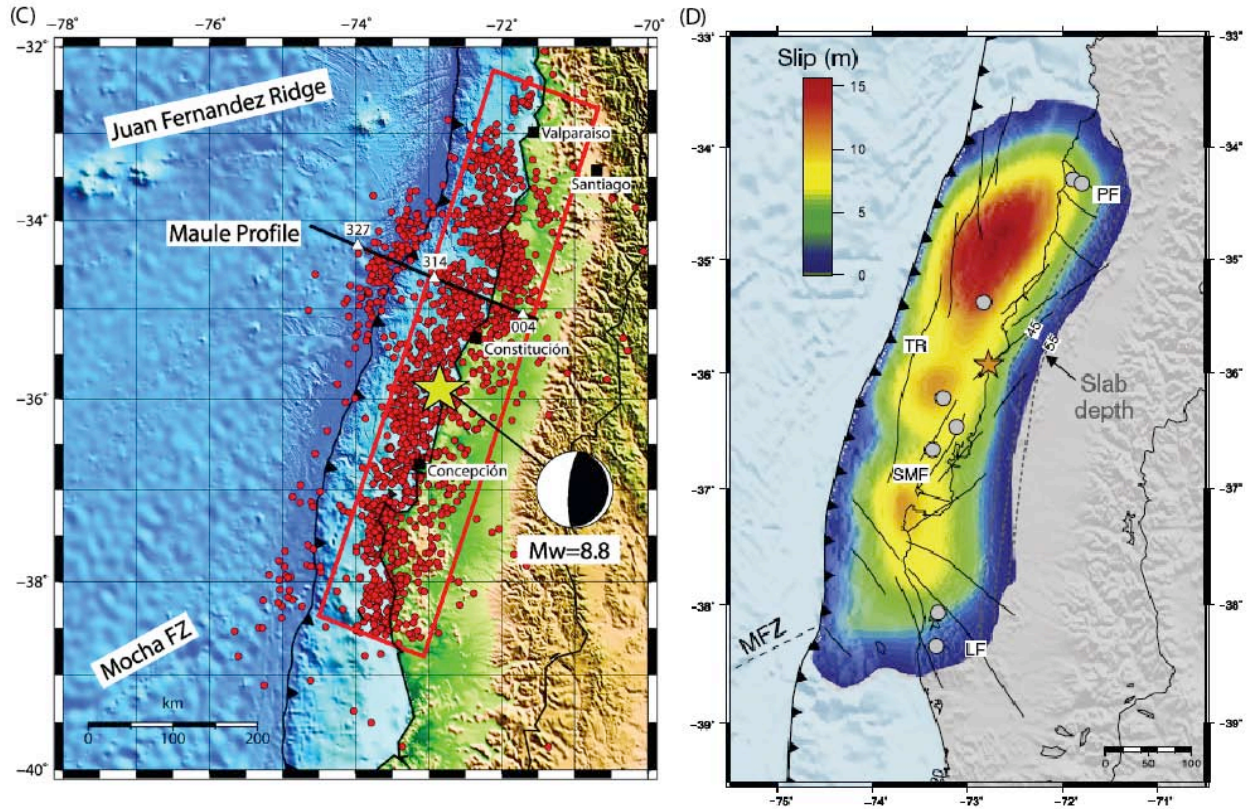 (C)
−78° −76° −74° −72° −70°
−32°
Juan Fernandez Ridge
Valparaiso
Santiago
−34°
Maule Profile
327
314
004
Constitución
−36°
Concepción
Mw=8.8
−38°
Mocha FZ
km
0 100 200
−40°
(D)
−33°
Slip (m)
15
10
5
0
−34°
PF
−35°
TR
45
55
−36°
Slab
depth
−37°
SMF
−38°
MFZ
LF
−39°
0 50 100
−75° −74° −73° −72° −71°